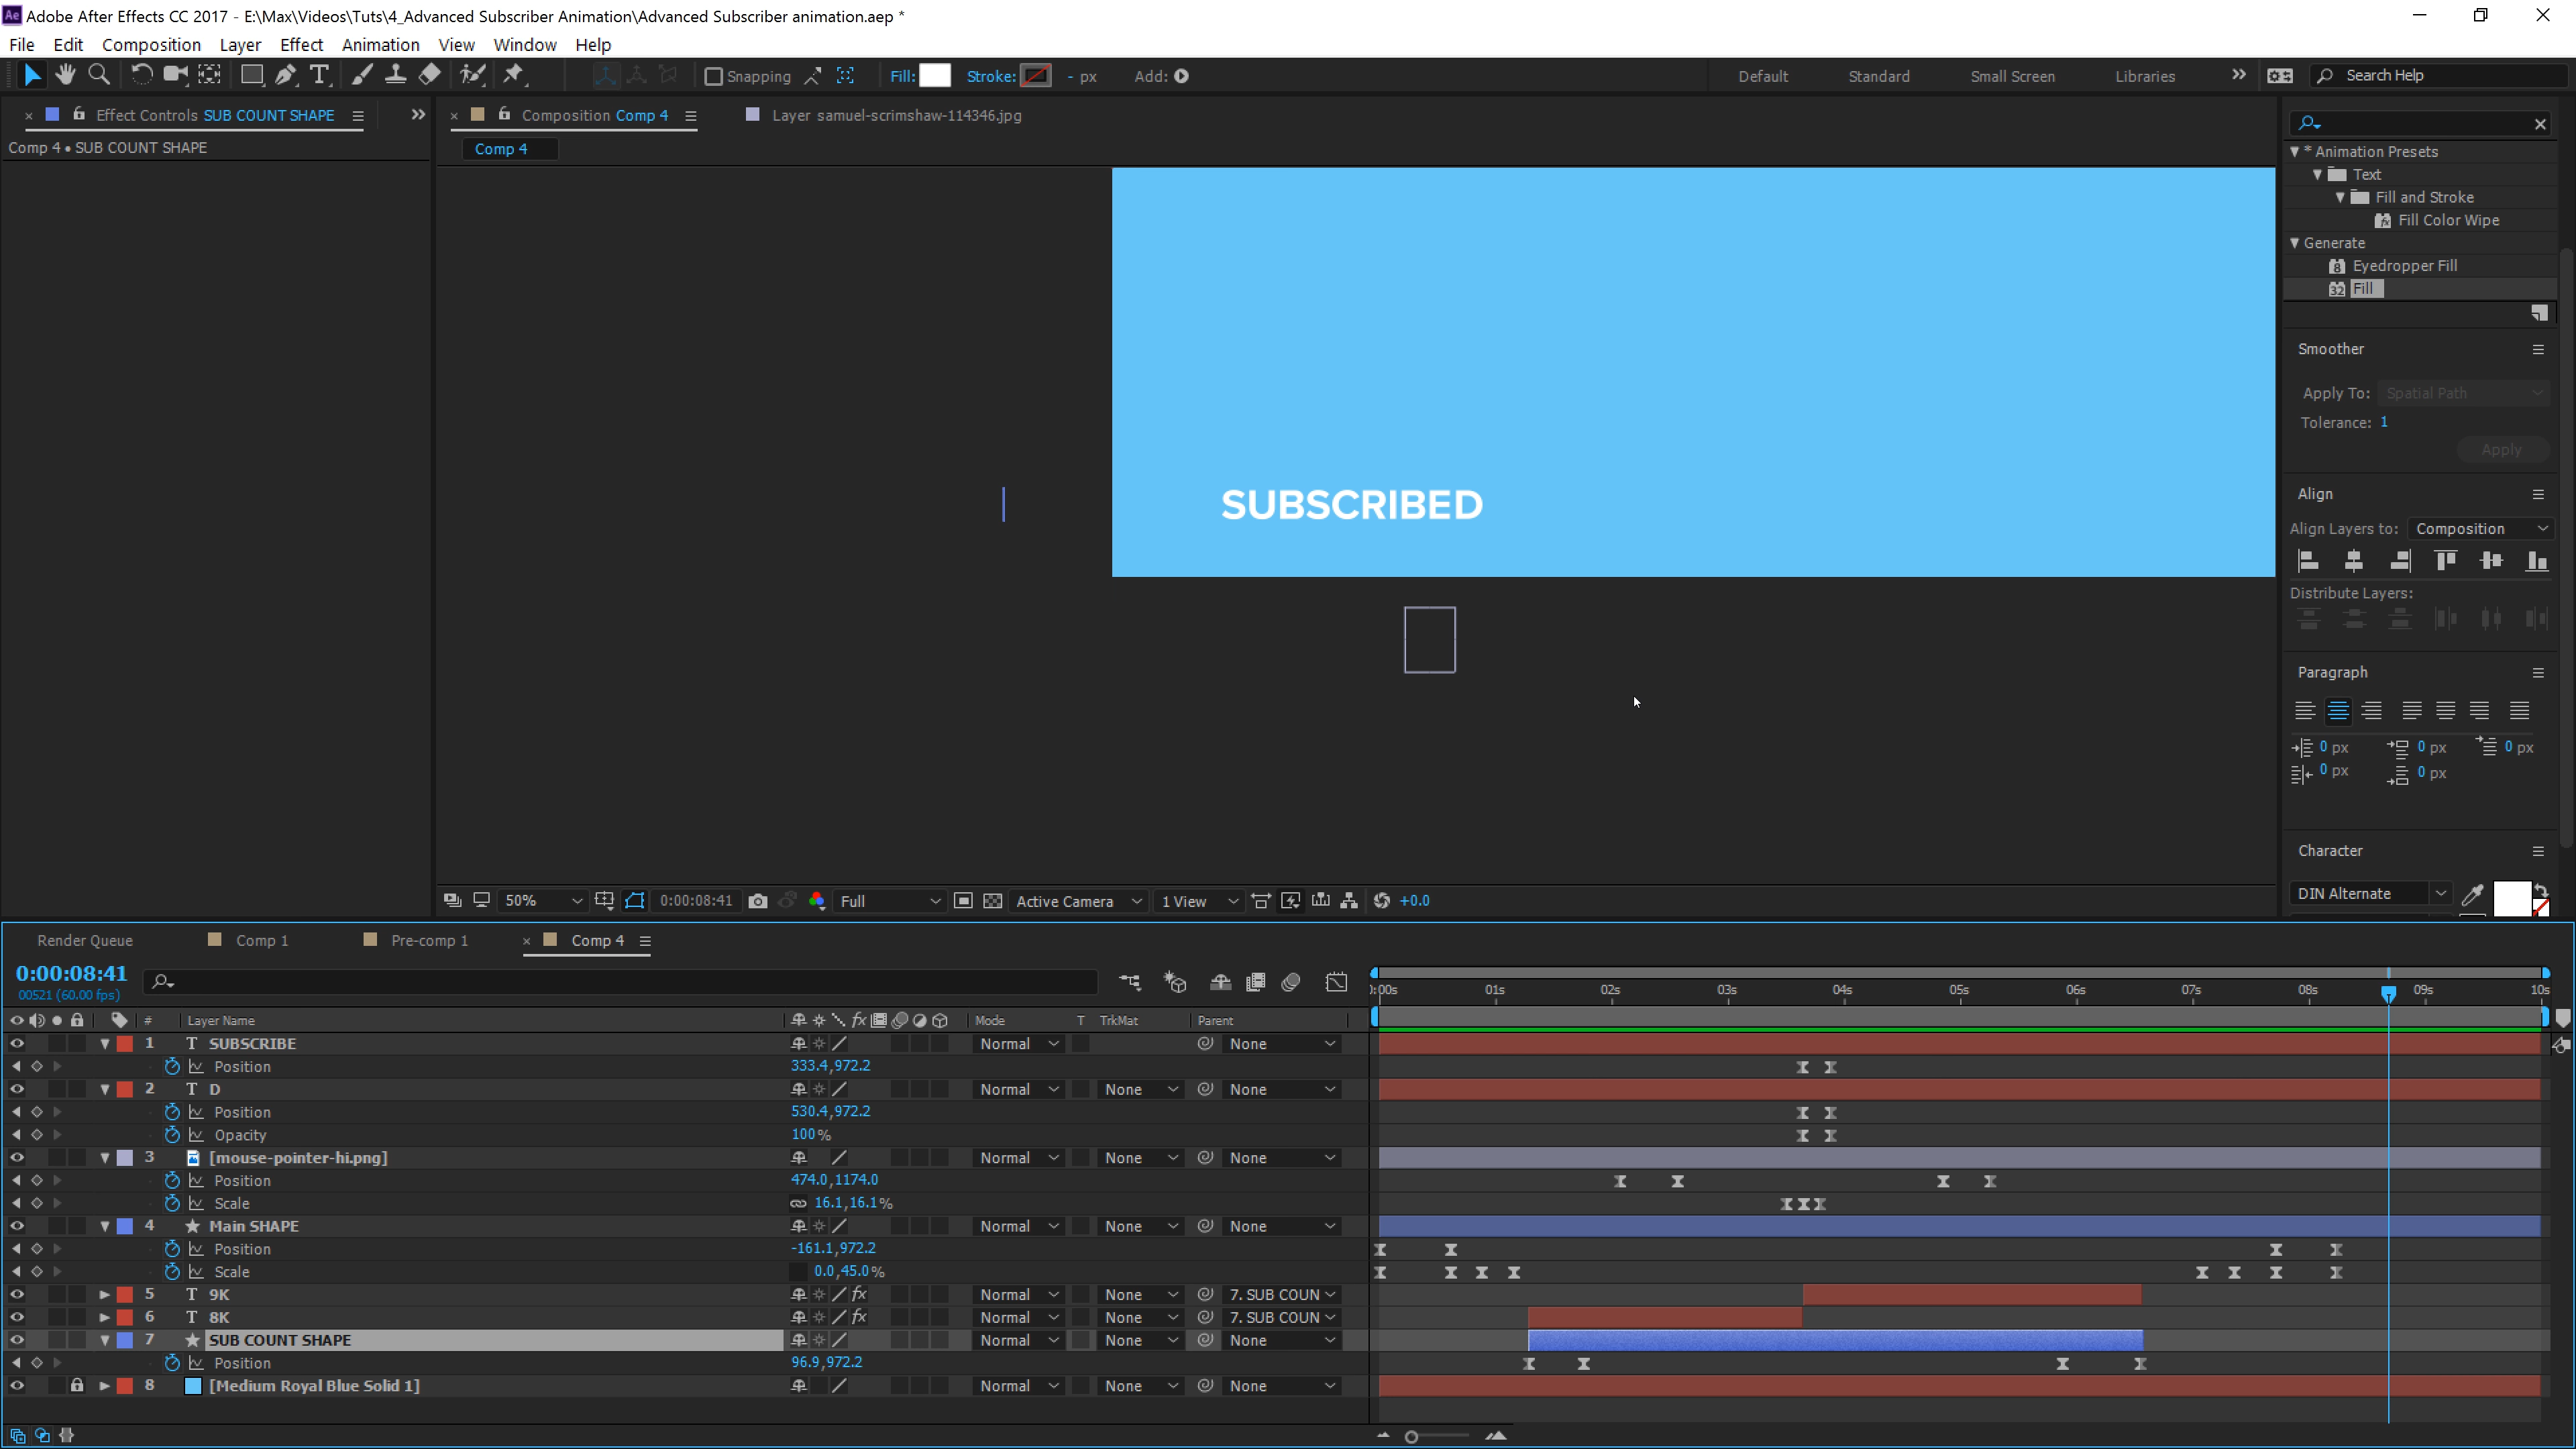 Adobe After Effects CC 2017 - E:\Max\Videos\Tuts\4_Advanced Subscriber Animation\Advanced Subscriber animation.aep *
File Edit Composition Layer Effect Animation View Window Help
Snapping Fill: Stroke: - px Add: Default Standard Small Screen Libraries Search Help
Effect Controls SUB COUNT SHAPE Composition Comp 4 Layer samuel-scrimshaw-114346.jpg
Comp 4 • SUB COUNT SHAPE
Comp 4
* Animation Presets
Text
Fill and Stroke
Fill Color Wipe
Generate
Eyedropper Fill
Fill
Smoother
Apply To: Spatial Path
Tolerance: 1
Apply
SUBSCRIBED
Align
Align Layers to: Composition
Distribute Layers:
Paragraph
0 px 0 px 0 px
0 px 0 px
Character
DIN Alternate
50% 0:00:08:41 Full Active Camera 1 View +0.0
Render Queue Comp 1 Pre-comp 1 Comp 4
0:00:08:41
00521 (60.00 fps)
):00s 01s 02s 03s 04s 05s 06s 07s 08s 09s 10s
# Layer Name Mode T TrkMat Parent
1 T SUBSCRIBE Normal None
Position 333.4,972.2
2 T D Normal None None
Position 530.4,972.2
Opacity 100%
3 [mouse-pointer-hi.png] Normal None None
Position 474.0,1174.0
Scale 16.1,16.1%
4 Main SHAPE Normal None None
Position -161.1,972.2
Scale 0.0,45.0%
5 T 9K Normal None 7. SUB COUN
6 T 8K Normal None 7. SUB COUN
7 SUB COUNT SHAPE Normal None None
Position 96.9,972.2
8 [Medium Royal Blue Solid 1] Normal None None